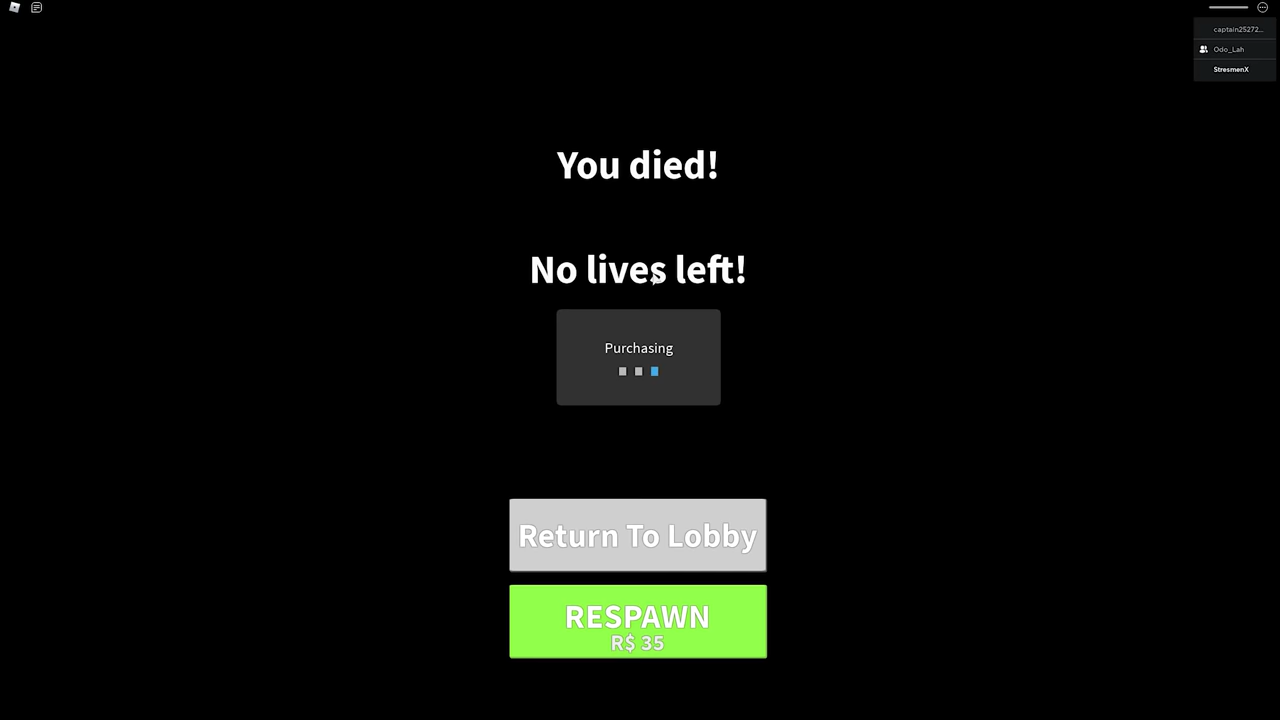 captain25272...
Odo_Lah
StresmenX
You died!
No lives left!
Purchasing
Return To Lobby
RESPAWN
R$ 35